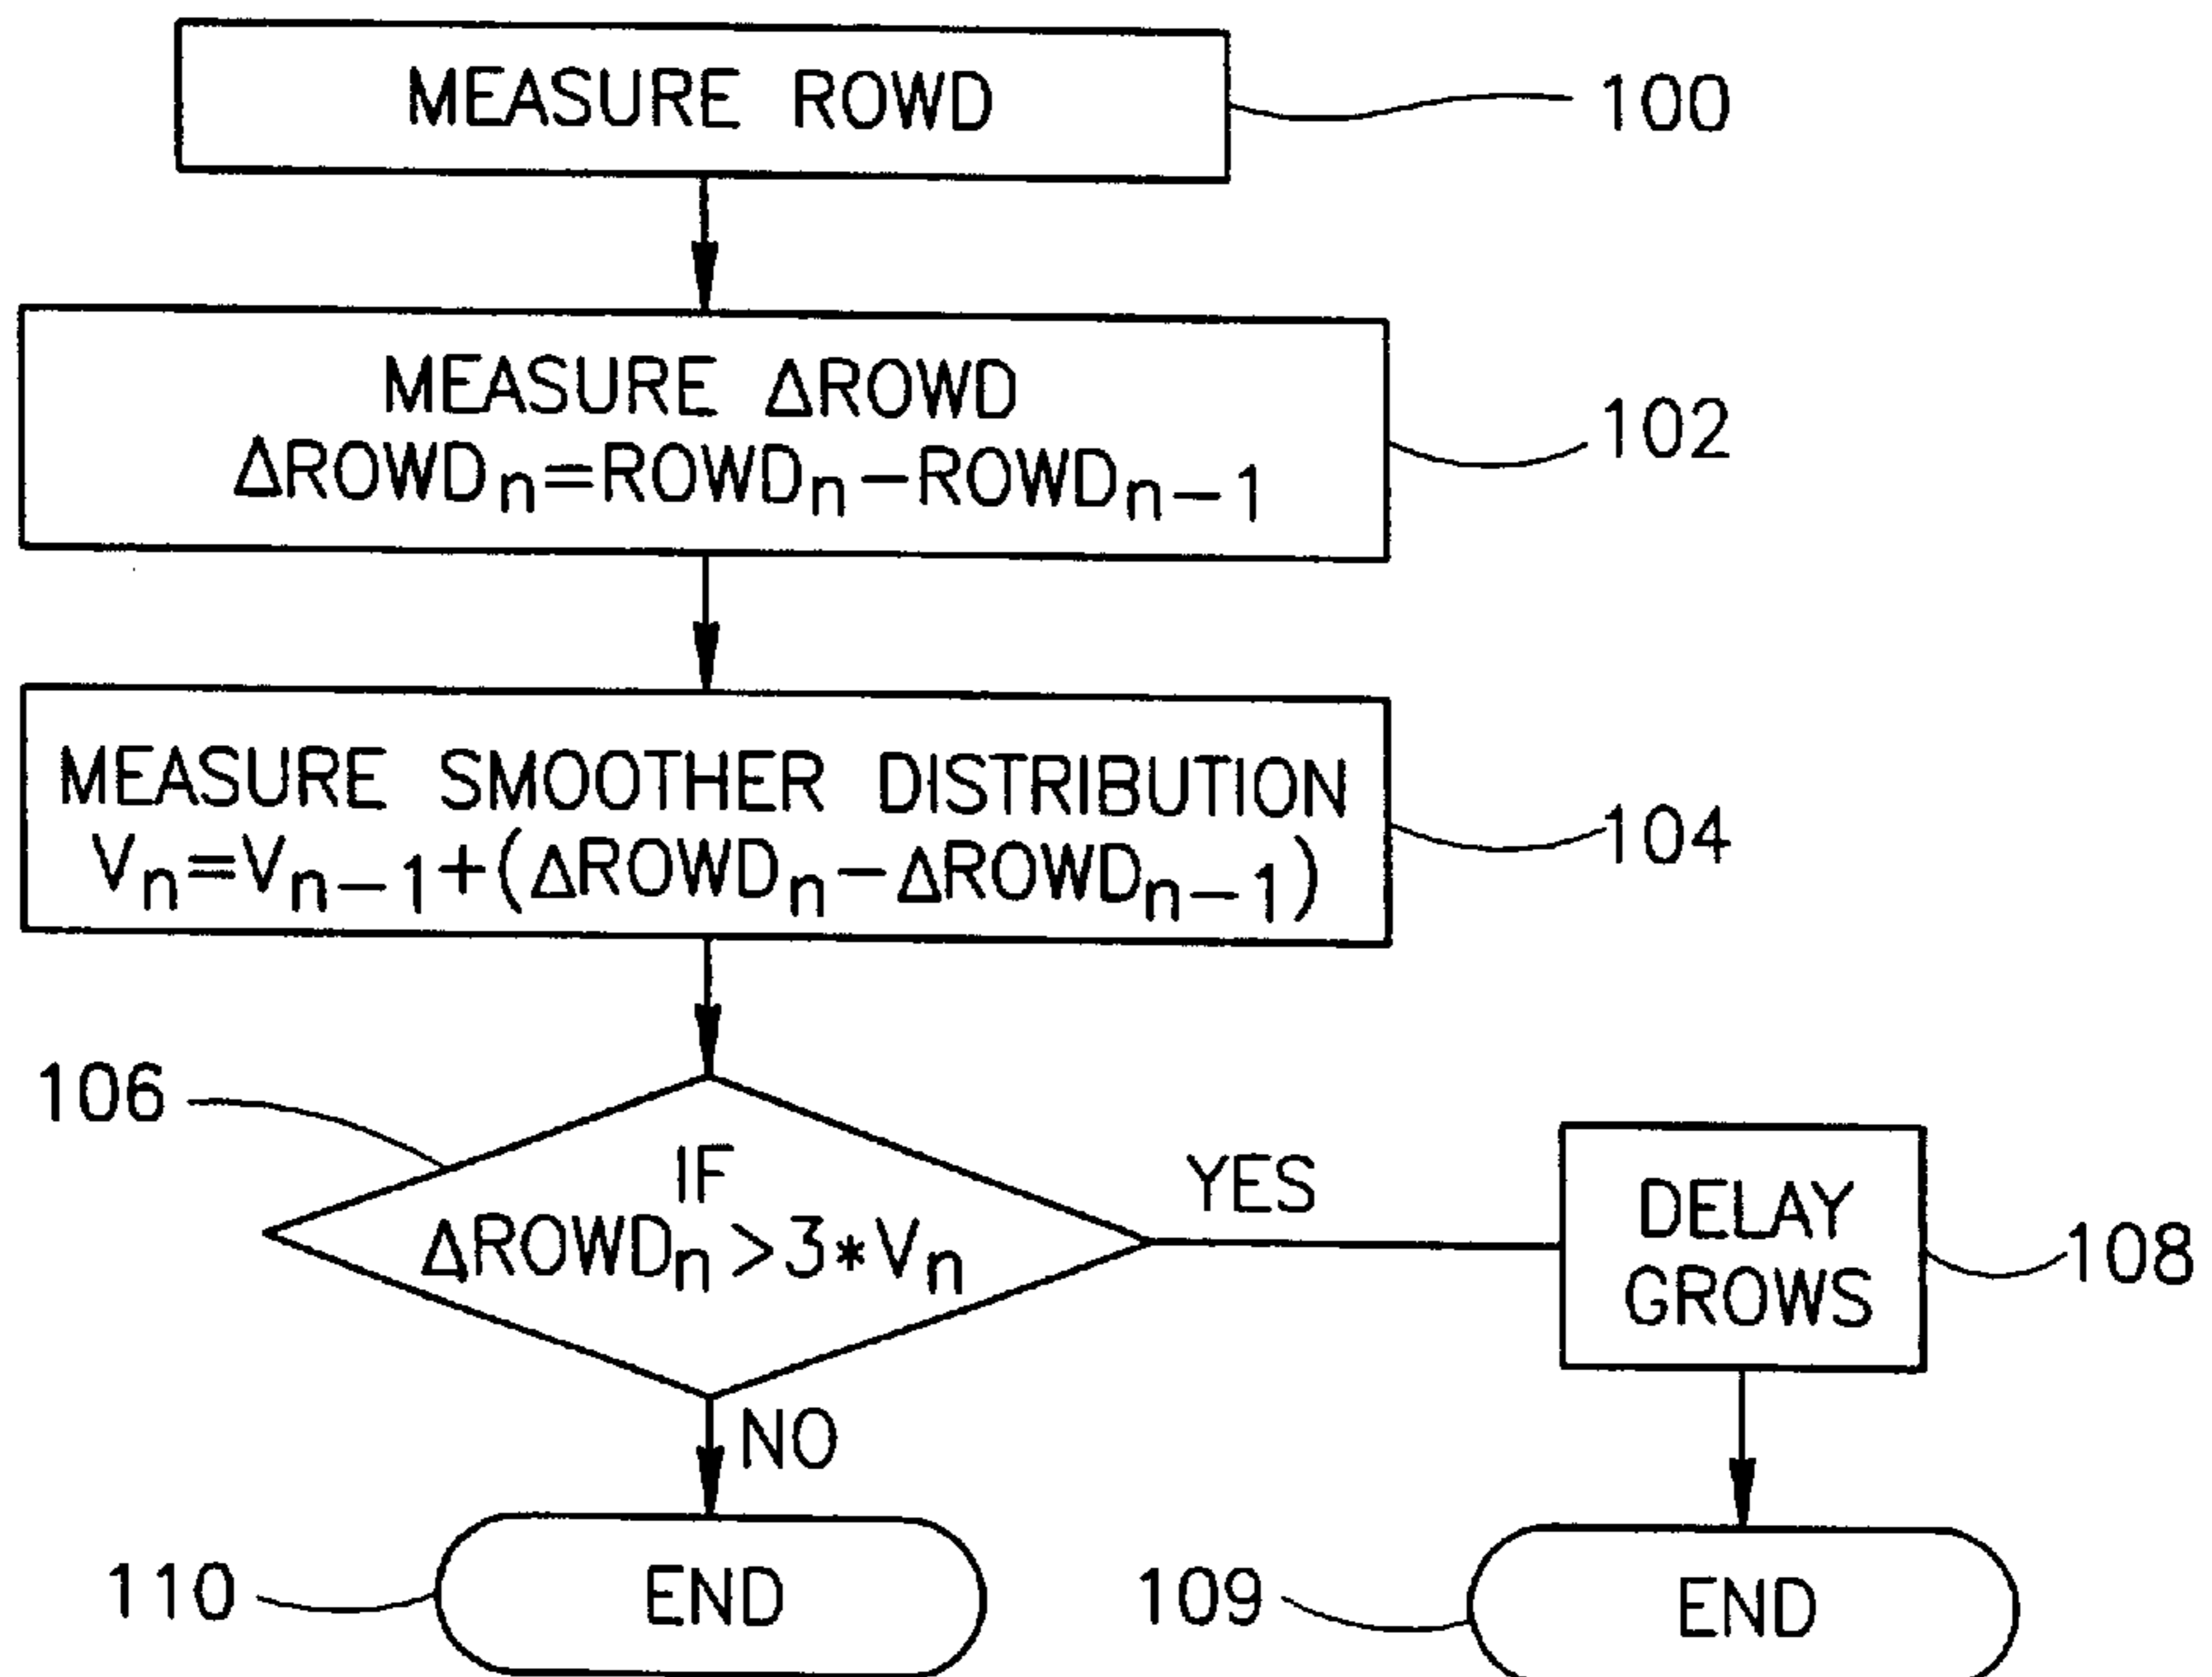 MEASURE ROWD
100
MEASURE ΔROWD
ΔROWDn=ROWDn-ROWDn-1
102
MEASURE SMOOTHER DISTRIBUTION
Vn=Vn-1+(ΔROWDn-ΔROWDn-1)
104
106
IF
ΔROWDn>3*Vn
YES
DELAY
GROWS
108
NO
110
END
109
END